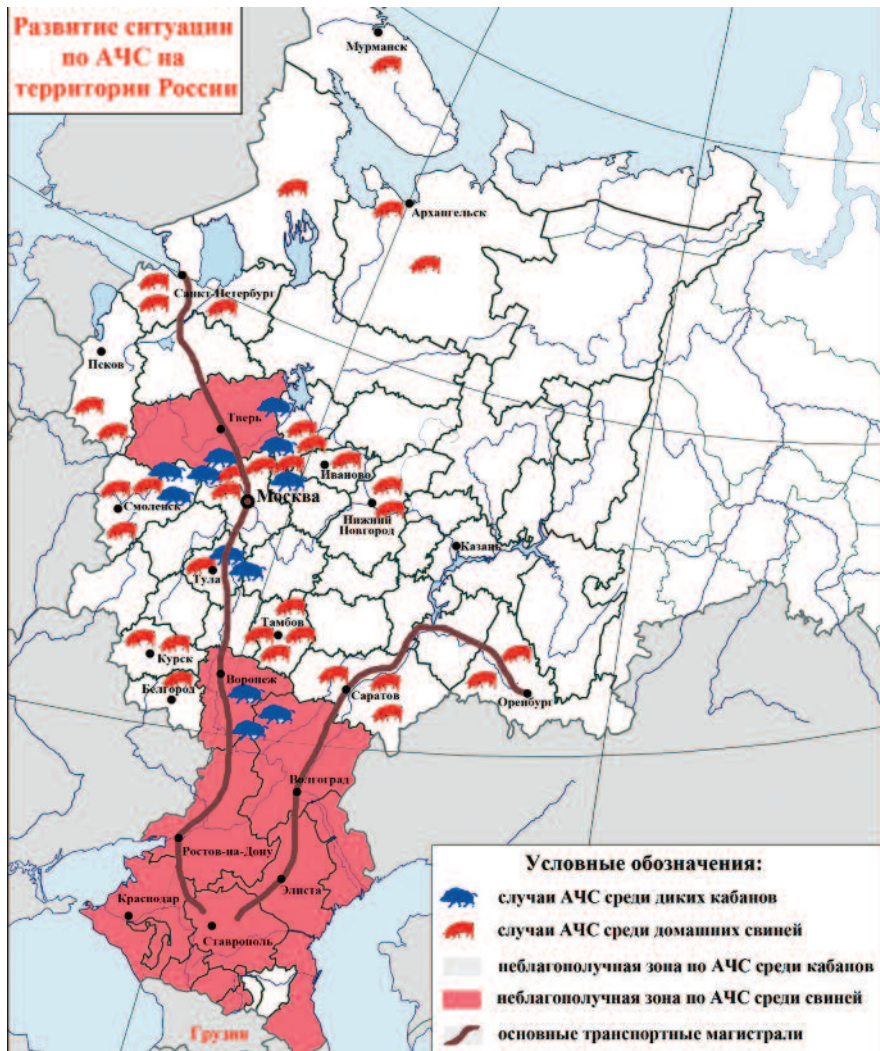 Развитие ситуации
по АЧС на
территории России
Мурманск
Архангельск
Санкт-Петербург
Псков
Тверь
Иваново
Москва
Смоленск
Нижний
Новгород
Казань
Тула
Тамбов
Курск
Воронеж
Белгород
Саратов
Оренбург
Волгоград
Ростов-на-Дону
Элиста
Краснодар
Ставрополь
Грузия
Условные обозначения:
случаи АЧС среди диких кабанов
случаи АЧС среди домашних свиней
неблагополучная зона по АЧС среди кабанов
неблагополучная зона по АЧС среди свиней
основные транспортные магистрали